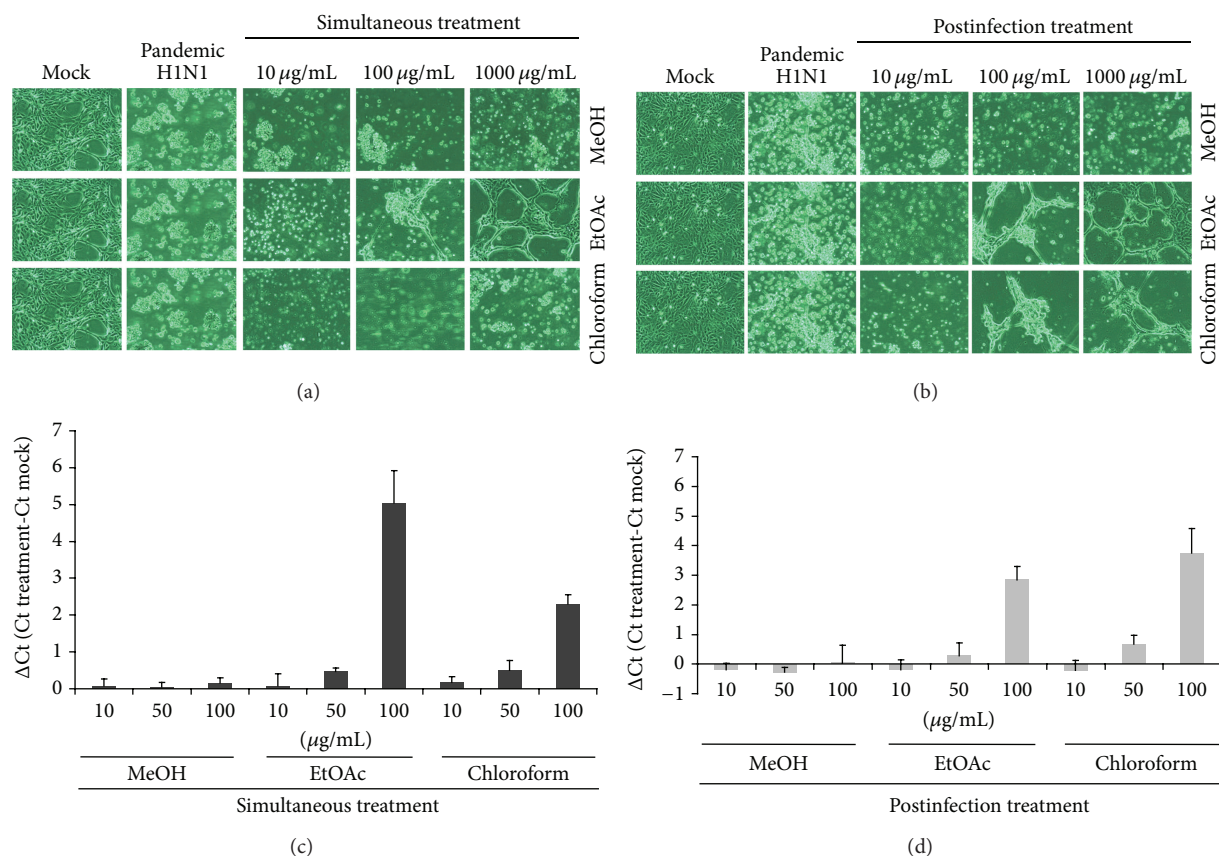 Simultaneous treatment
Mock
Pandemic
H1N1
10 μg/mL
100 μg/mL
1000 μg/mL
MeOH
EtOAc
Chloroform
(a)
Postinfection treatment
Mock
Pandemic
H1N1
10 μg/mL
100 μg/mL
1000 μg/mL
MeOH
EtOAc
Chloroform
(b)
ΔCt (Ct treatment-Ct mock)
7
6
5
4
3
2
1
0
10 50 100 10 50 100 10 50 100
(μg/mL)
MeOH EtOAc Chloroform
Simultaneous treatment
(c)
ΔCt (Ct treatment-Ct mock)
7
6
5
4
3
2
1
0
−1
10 50 100 10 50 100 10 50 100
(μg/mL)
MeOH EtOAc Chloroform
Postinfection treatment
(d)